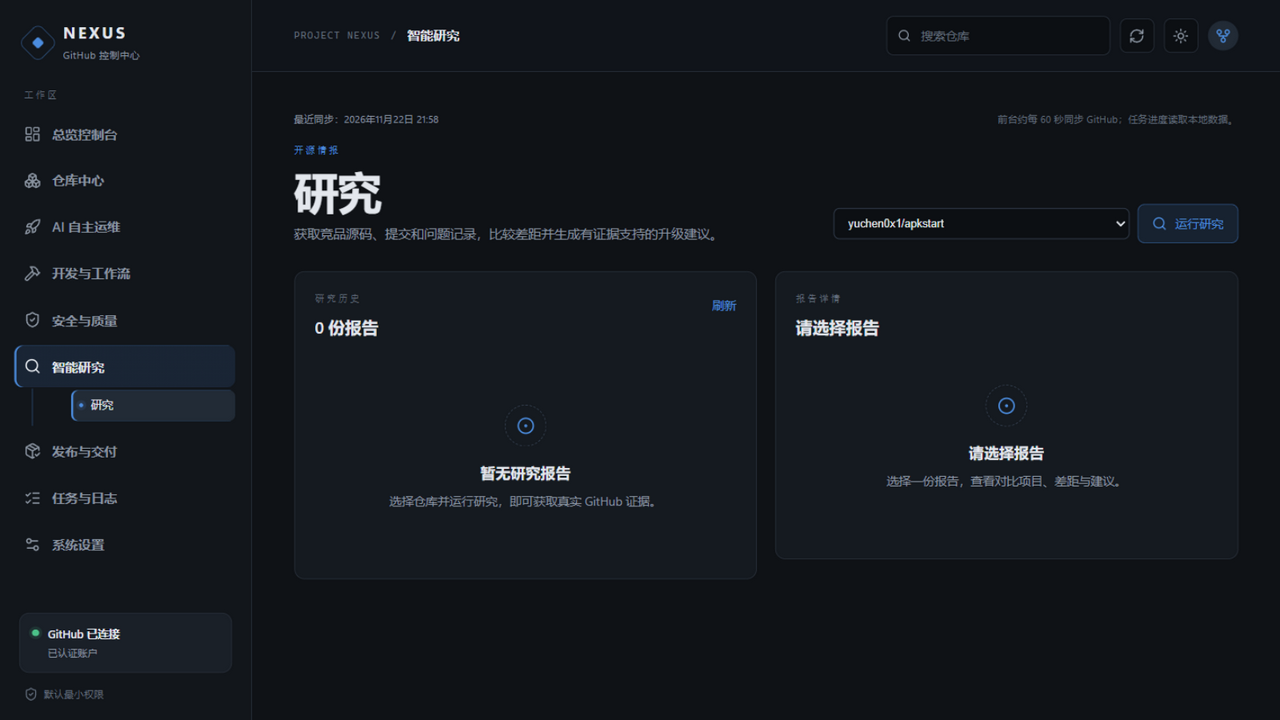 NEXUS
GitHub 控制中心
工作区
总览控制台
仓库中心
AI 自主运维
开发与工作流
安全与质量
智能研究
研究
发布与交付
任务与日志
系统设置
GitHub 已连接
已认证账户
默认最小权限
PROJECT NEXUS / 智能研究
搜索仓库
最近同步：2026年11月22日 21:58
前台约每 60 秒同步 GitHub；任务进度读取本地数据。
开源情报
研究
获取竞品源码、提交和问题记录，比较差距并生成有证据支持的升级建议。
yuchen0x1/apkstart
运行研究
研究历史
刷新
0 份报告
暂无研究报告
选择仓库并运行研究，即可获取真实 GitHub 证据。
报告详情
请选择报告
请选择报告
选择一份报告，查看对比项目、差距与建议。